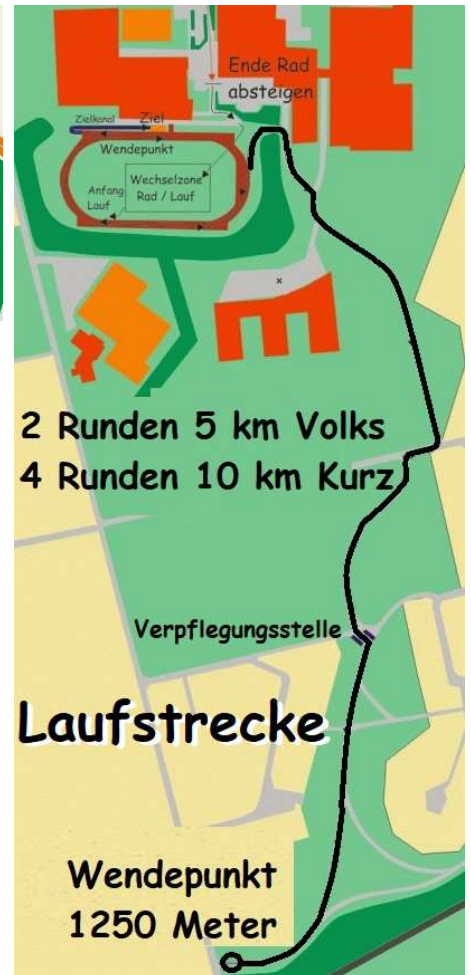 Ende Rad
absteigen
Zielkanal
Ziel
Wendepunkt
Wechselzone
Rad / Lauf
Anfang
Lauf
2 Runden 5 km Volks
4 Runden 10 km Kurz
Verpflegungsstelle
Laufstrecke
Wendepunkt
1250 Meter